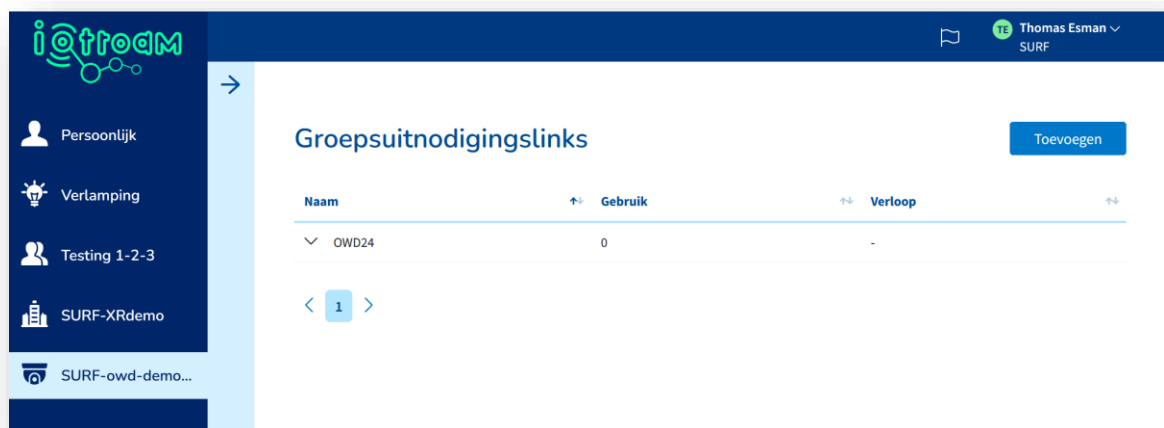 iotroam
TE Thomas Esman
SURF
Persoonlijk
Verlamping
Testing 1-2-3
SURF-XRdemo
SURF-owd-demo...
Groepsuitnodigingslinks
Toevoegen
Naam Gebruik Verloop
OWD24 0 -
1